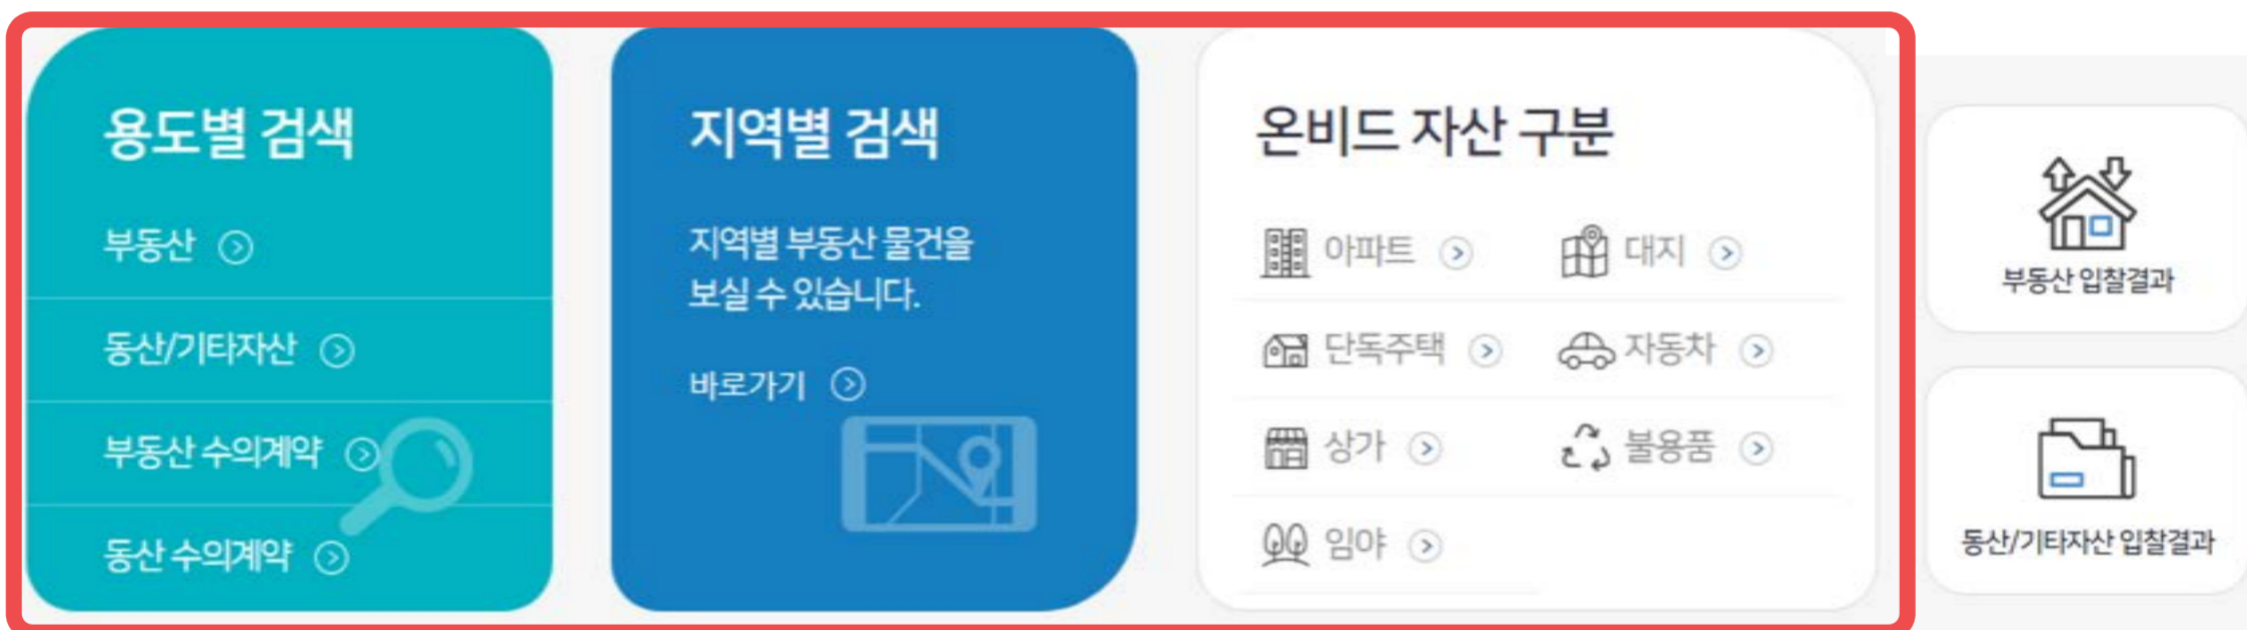 용도별 검색
부동산
동산/기타자산
부동산 수의계약
동산 수의계약
지역별 검색
지역별 부동산 물건을
보실 수 있습니다.
바로가기
온비드 자산 구분
아파트
대지
단독주택
자동차
상가
불용품
임야
부동산 입찰결과
동산/기타자산 입찰결과